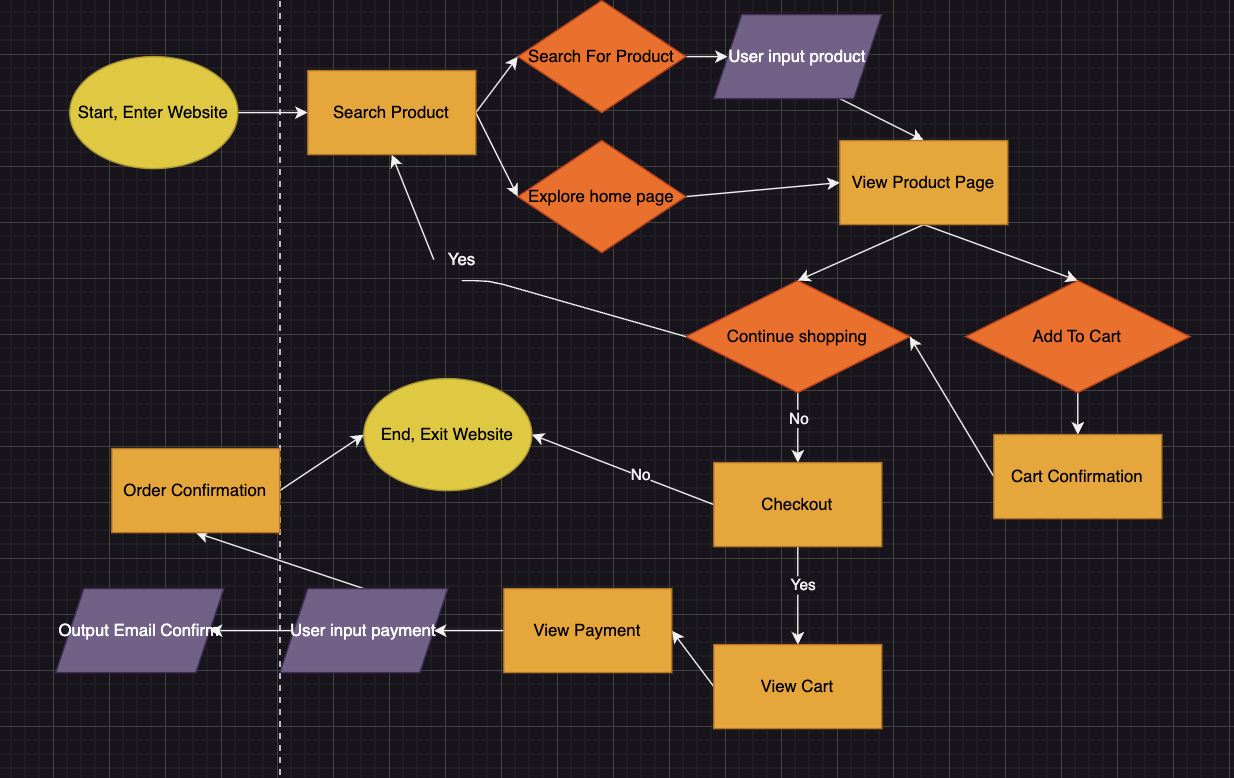 Search For Product
User input product
Start, Enter Website
Search Product
View Product Page
Explore home page
Yes
Continue shopping
Add To Cart
No
End, Exit Website
No
Cart Confirmation
Order Confirmation
Checkout
Yes
Output Email Confirm
User input payment
View Payment
View Cart